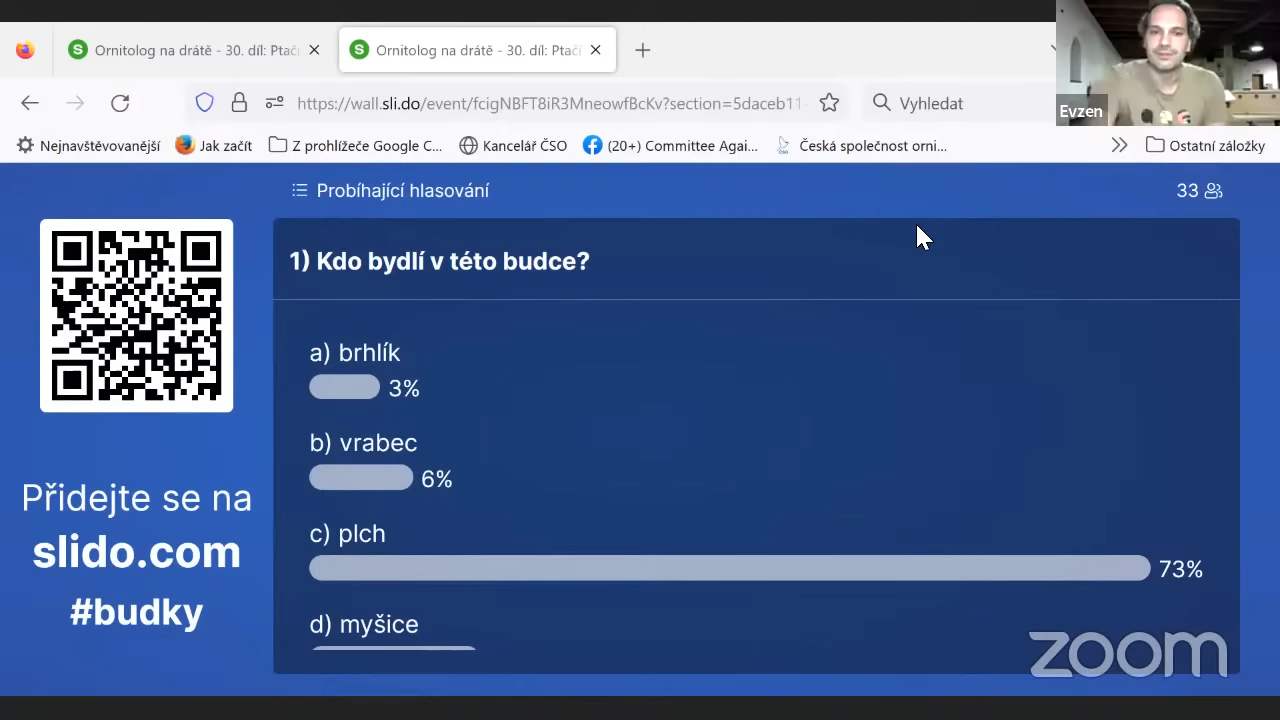 Ornitolog na drátě - 30. díl: Ptačí
Ornitolog na drátě - 30. díl: Ptačí
https://wall.sli.do/event/fcigNBFT8iR3MneowfBcKv?section=5daceb11-
Vyhledat
Evzen
Nejnavštěvovanější
Jak začít
Z prohlížeče Google C...
Kancelář ČSO
(20+) Committee Agai...
Česká společnost orni...
Ostatní záložky
Probíhající hlasování
33
1) Kdo bydlí v této budce?
a) brhlík
3%
b) vrabec
6%
c) plch
73%
d) myšice
Přidejte se na
slido.com
#budky
zoom